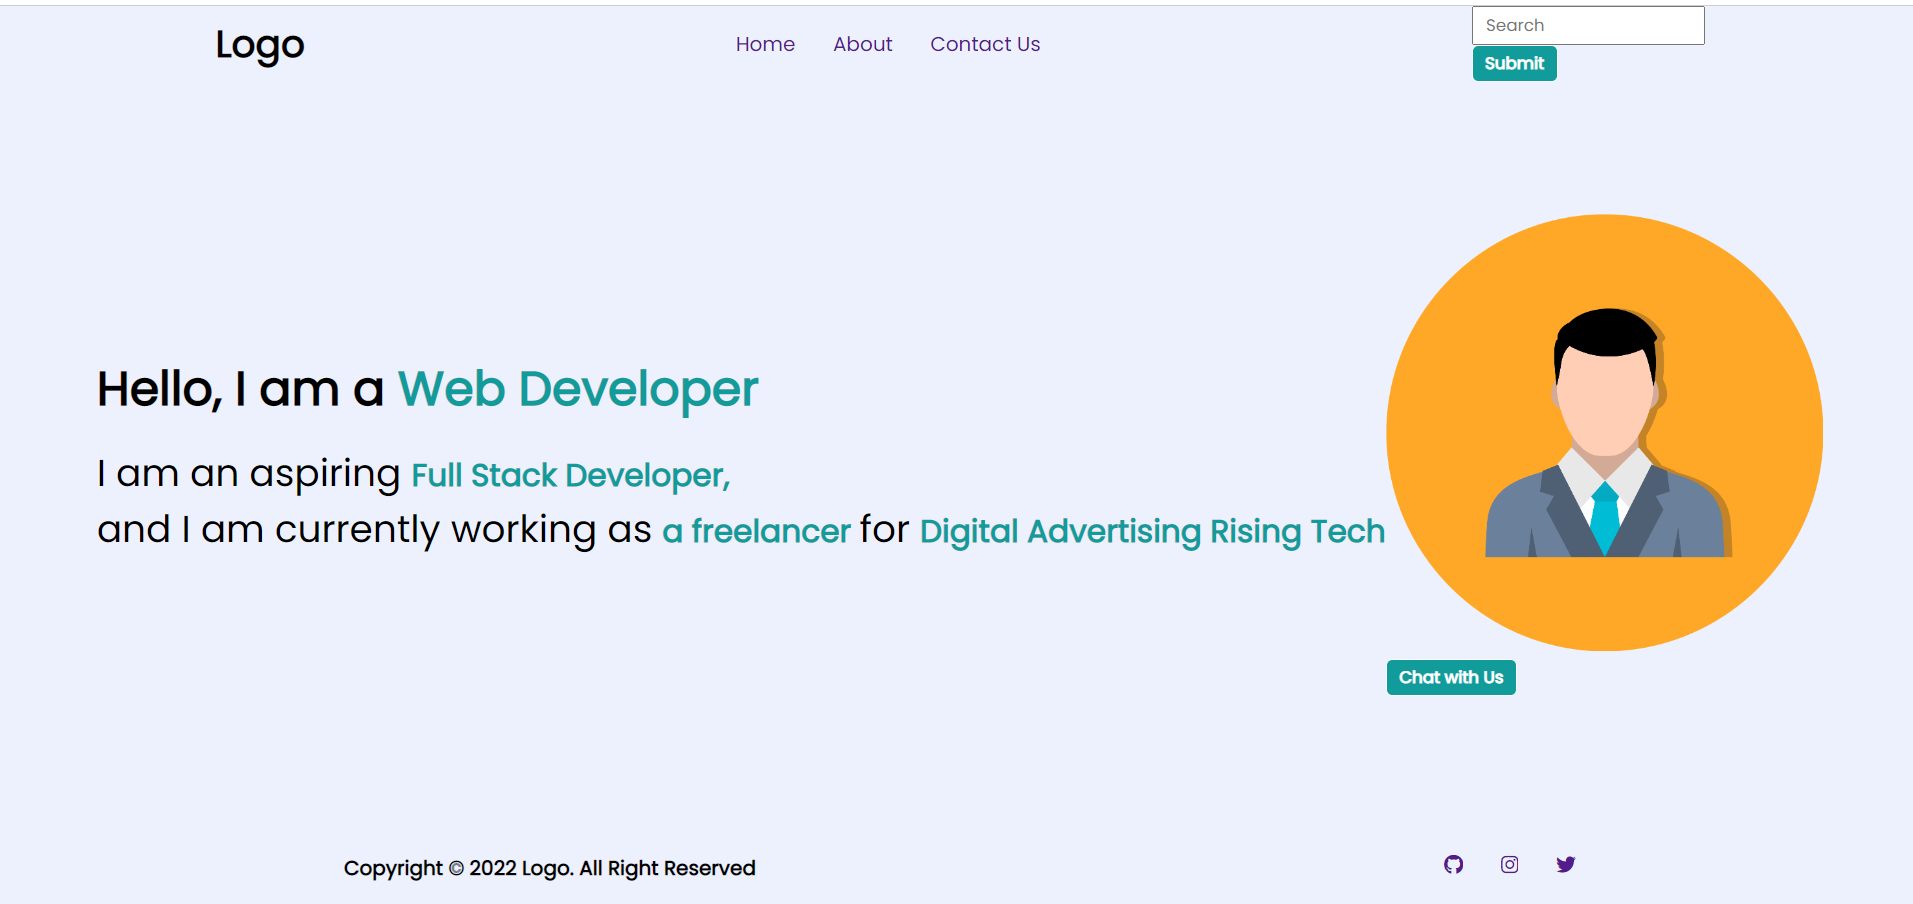 Logo
Home About Contact Us
Search
Submit
Hello, I am a Web Developer
I am an aspiring Full Stack Developer,
and I am currently working as a freelancer for Digital Advertising Rising Tech
Chat with Us
Copyright © 2022 Logo. All Right Reserved